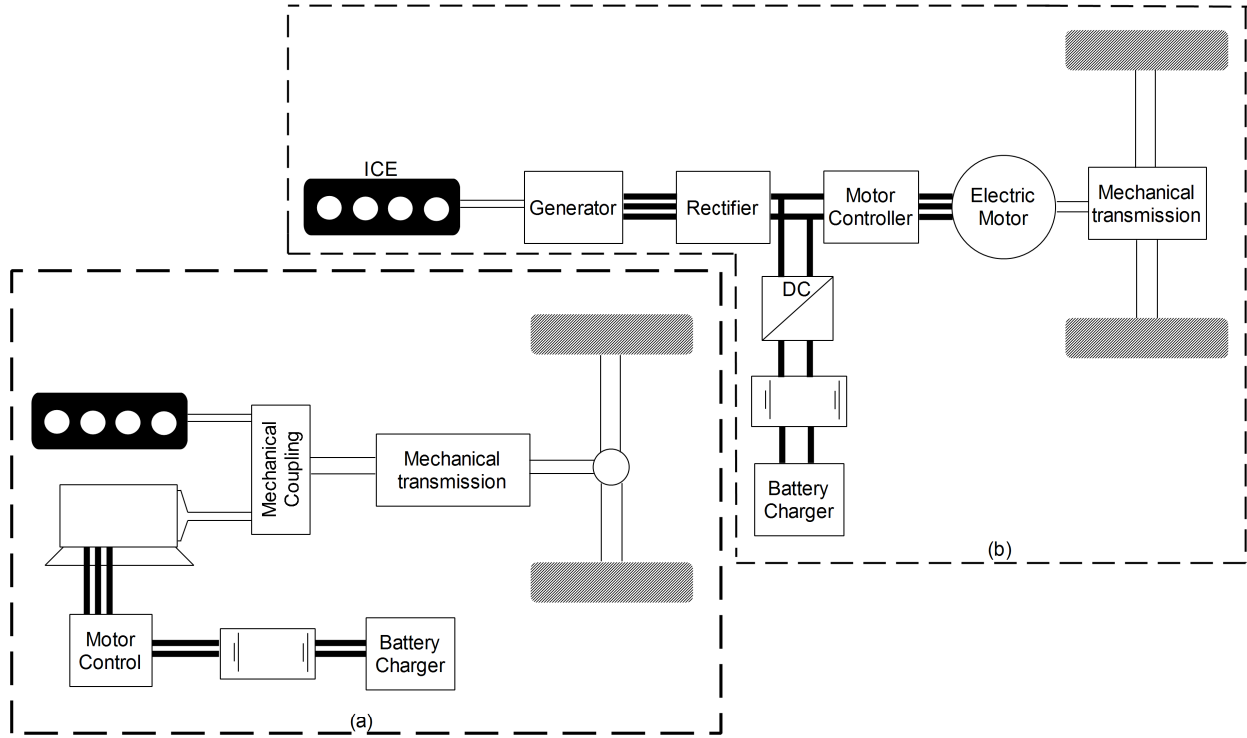 ICE
Generator
Rectifier
Motor
Controller
Electric
Motor
Mechanical
transmission
DC
Battery
Charger
(b)
Mechanical
Coupling
Mechanical
transmission
Motor
Control
Battery
Charger
(a)